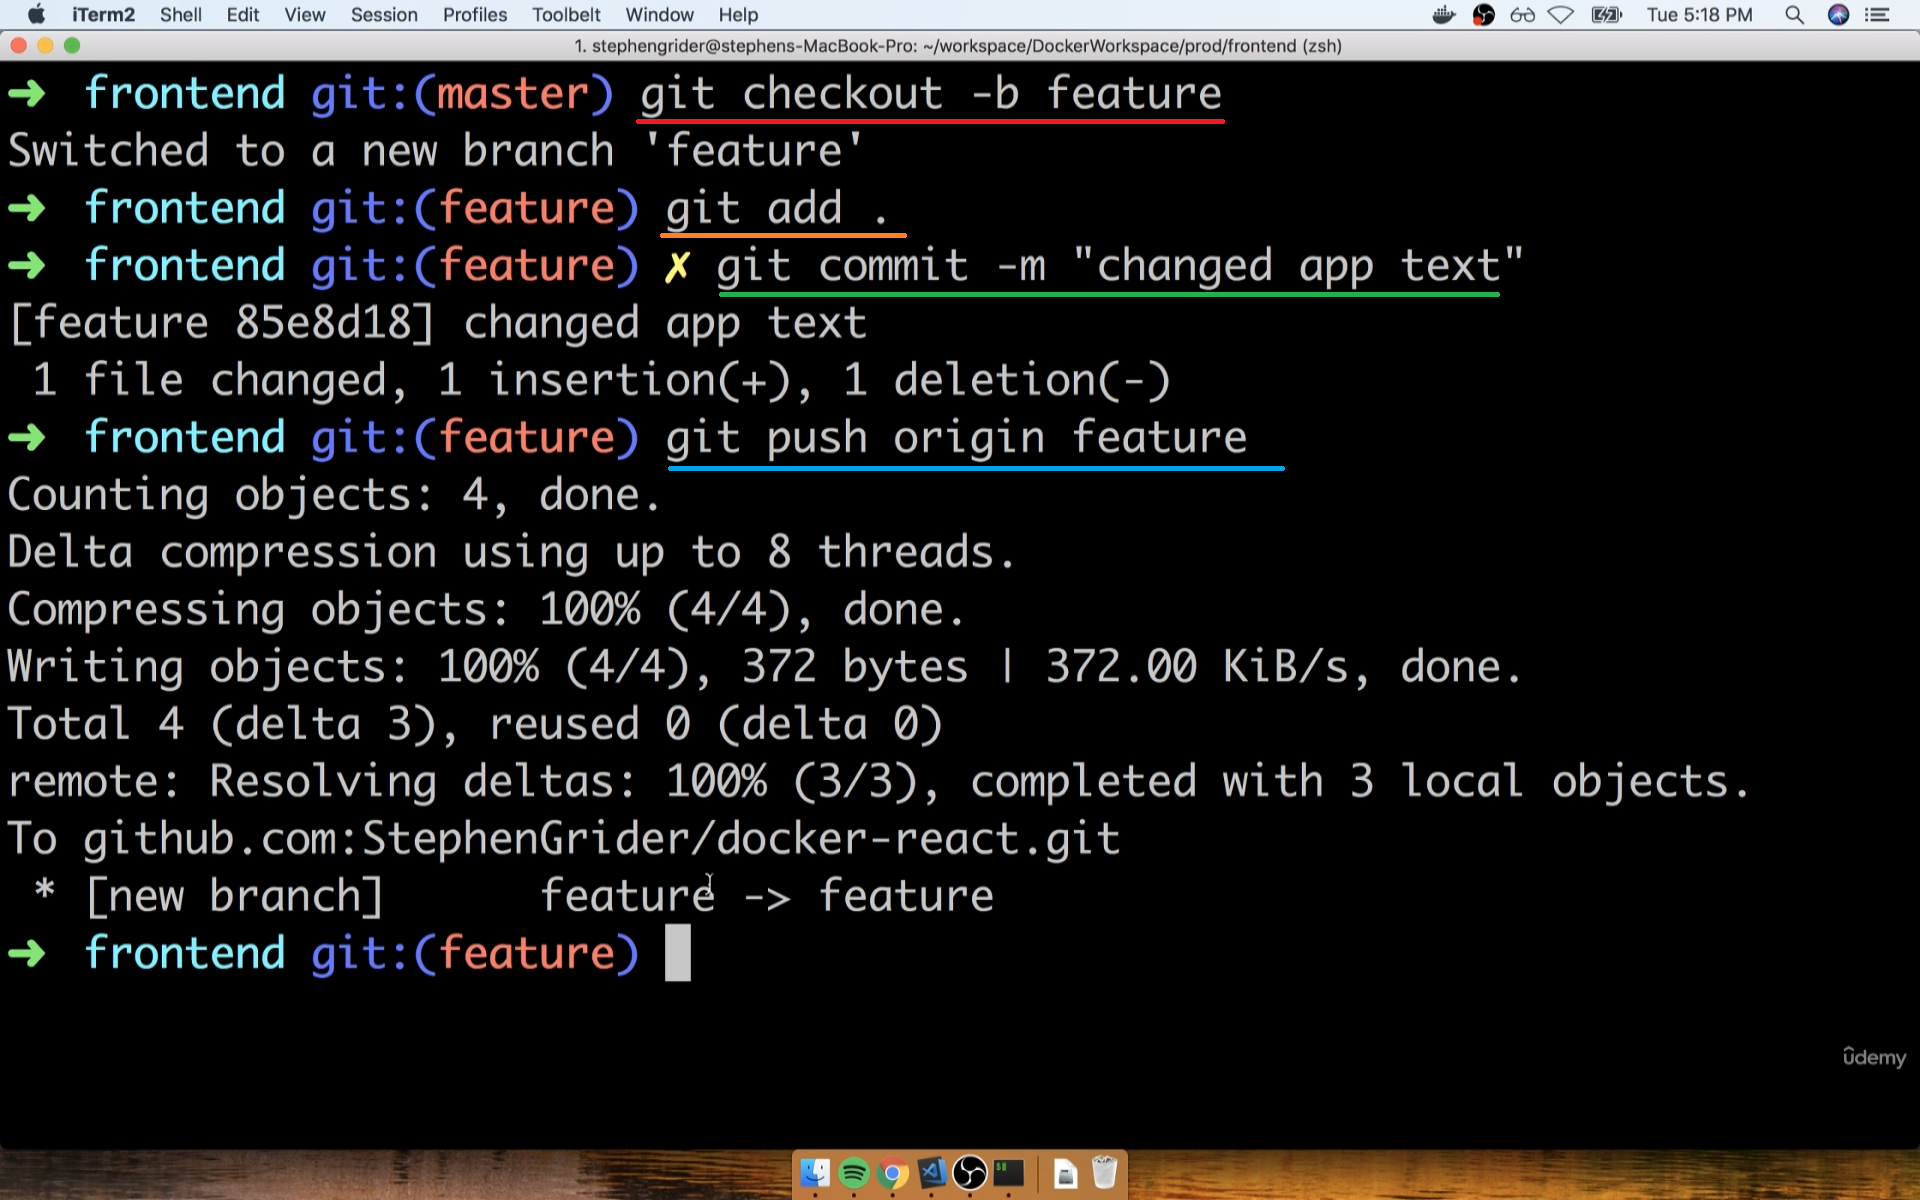 iTerm2 Shell Edit View Session Profiles Toolbelt Window Help Tue 5:18 PM
1. stephengrider@stephens-MacBook-Pro: ~/workspace/DockerWorkspace/prod/frontend (zsh)
➜ frontend git:(master) git checkout -b feature
Switched to a new branch 'feature'
➜ frontend git:(feature) git add .
➜ frontend git:(feature) ✗ git commit -m "changed app text"
[feature 85e8d18] changed app text
1 file changed, 1 insertion(+), 1 deletion(-)
➜ frontend git:(feature) git push origin feature
Counting objects: 4, done.
Delta compression using up to 8 threads.
Compressing objects: 100% (4/4), done.
Writing objects: 100% (4/4), 372 bytes | 372.00 KiB/s, done.
Total 4 (delta 3), reused 0 (delta 0)
remote: Resolving deltas: 100% (3/3), completed with 3 local objects.
To github.com:StephenGrider/docker-react.git
* [new branch] feature -> feature
➜ frontend git:(feature)
ûdemy